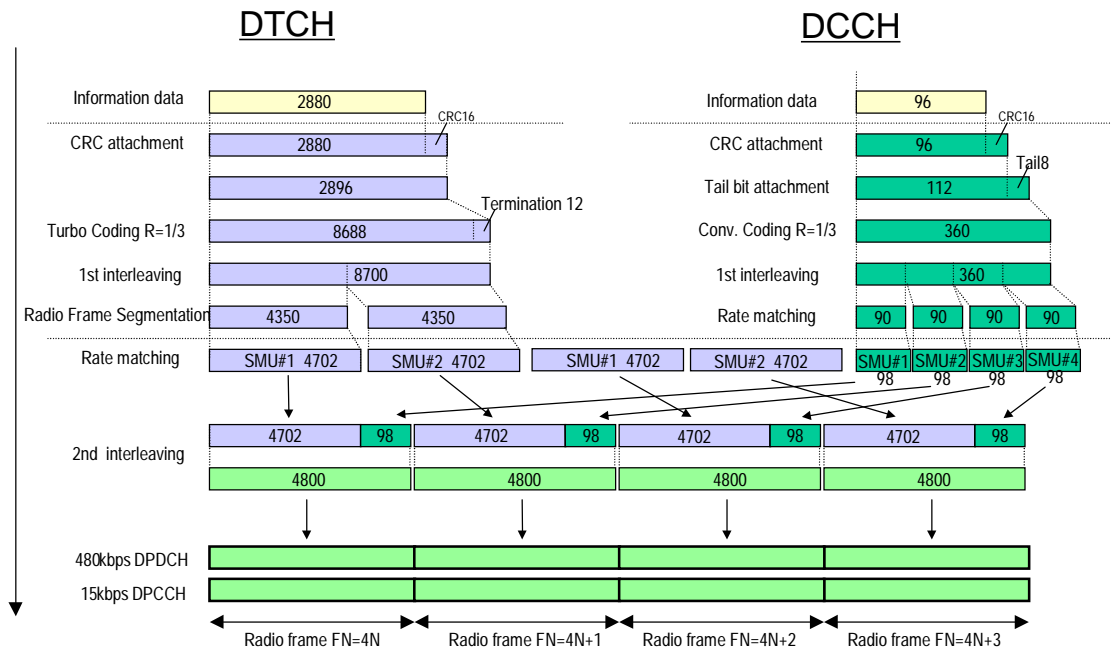 DTCH DCCH
Information data 2880 Information data 96
CRC16 CRC16
CRC attachment 2880 CRC attachment 96
Tail8
2896 Tail bit attachment 112
Termination 12
Turbo Coding R=1/3 8688 Conv. Coding R=1/3 360
1st interleaving 8700 1st interleaving 360
Radio Frame Segmentation 4350 4350 Rate matching 90 90 90 90
Rate matching SMU#1 4702 SMU#2 4702 SMU#1 4702 SMU#2 4702 SMU#1 SMU#2 SMU#3 SMU#4
98 98 98 98
4702 98 4702 98 4702 98 4702 98
2nd interleaving
4800 4800 4800 4800
480kbps DPDCH
15kbps DPCCH
Radio frame FN=4N Radio frame FN=4N+1 Radio frame FN=4N+2 Radio frame FN=4N+3